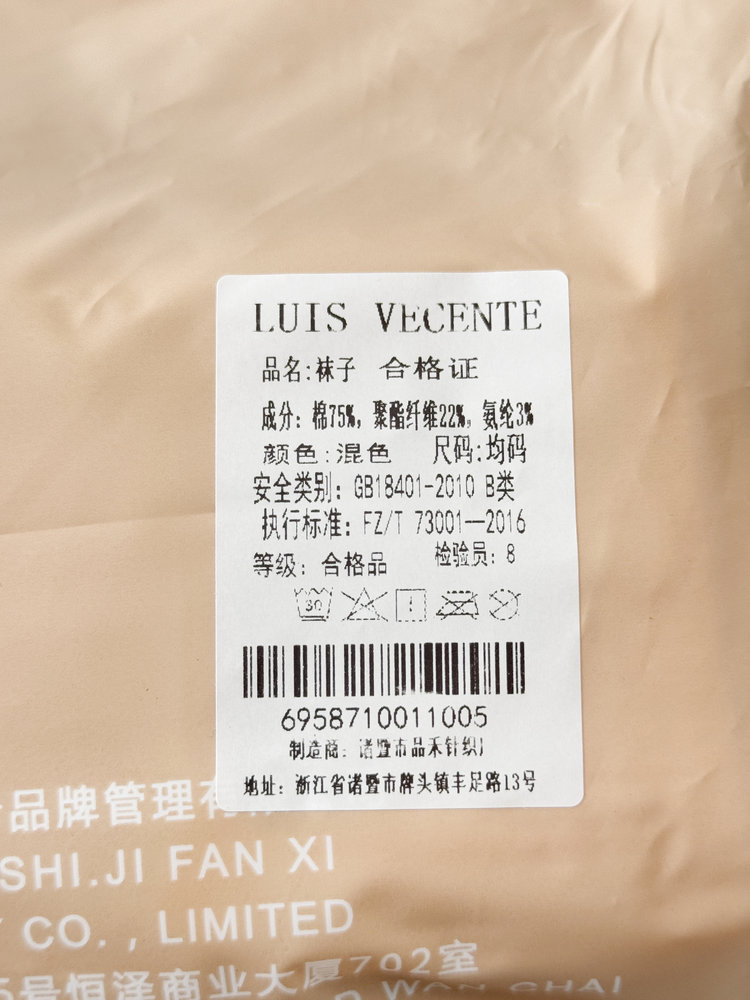 LUIS VECENTE
品名:袜子 合格证
成分: 棉75%, 聚酯纤维22%, 氨纶3%
颜色:混色 尺码:均码
安全类别: GB18401-2010 B类
执行标准: FZ/T 73001—2016
等级: 合格品 检验员: 8
30
6958710011005
制造商: 诸暨市品禾针织厂
地址: 浙江省诸暨市牌头镇丰足路13号
品牌管理有
SHI.JI FAN XI
CO. , LIMITED
5号恒泽商业大厦702室
WAN CHAI